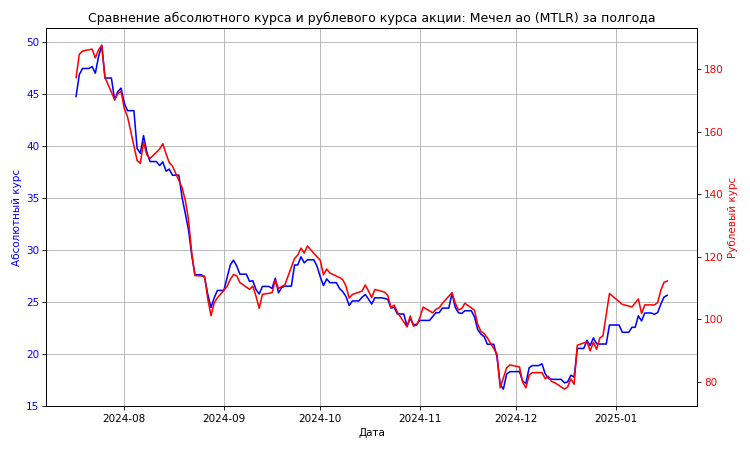 Сравнение абсолютного курса и рублевого курса акции: Мечел ао (MTLR) за полгода
50
45
40
35
30
25
20
15
Абсолютный курс
180
160
140
120
100
80
Рублевый курс
2024-08 2024-09 2024-10 2024-11 2024-12 2025-01
Дата